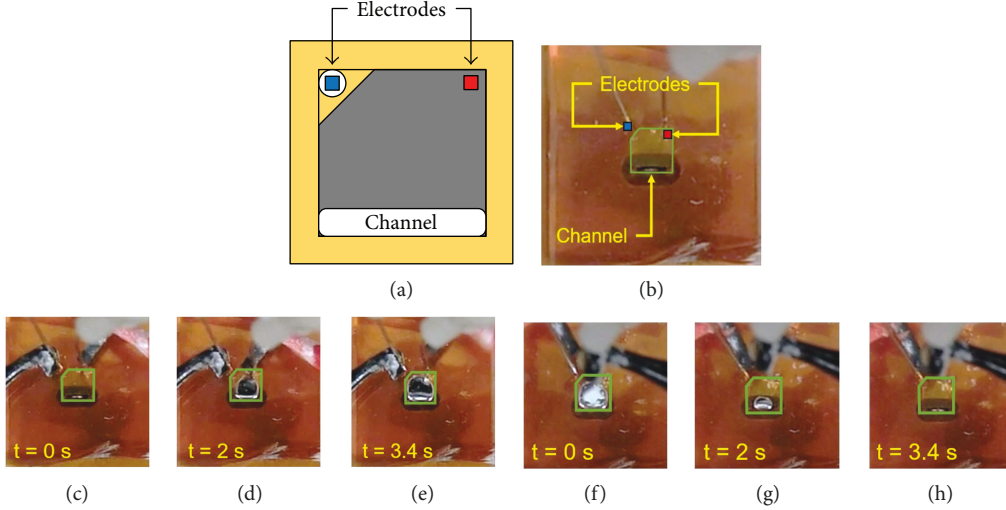 Electrodes
Channel
(a)
Electrodes
Channel
(b)
t = 0 s
(c)
t = 2 s
(d)
t = 3.4 s
(e)
t = 0 s
(f)
t = 2 s
(g)
t = 3.4 s
(h)